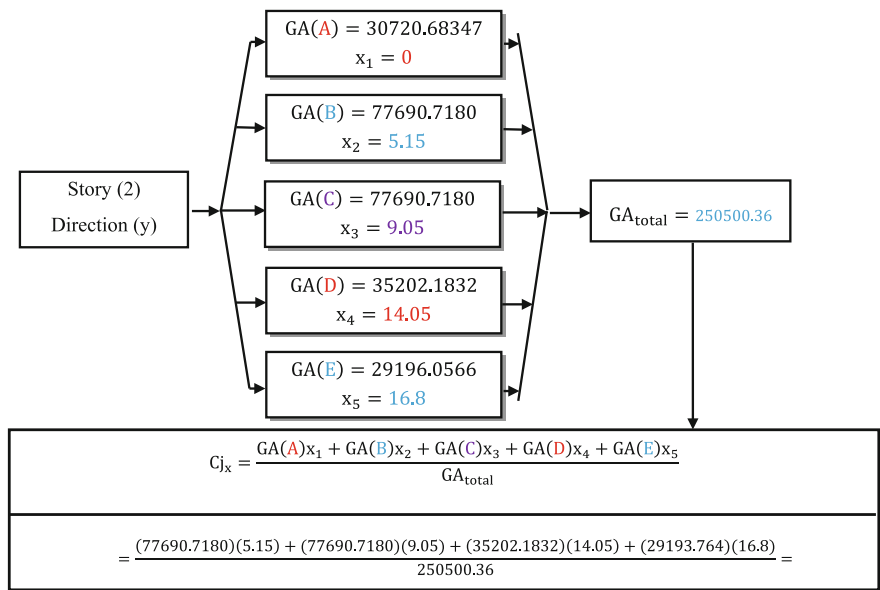 GA(A) = 30720.68347
x₁ = 0
GA(B) = 77690.7180
x₂ = 5.15
Story (2)
Direction (y)
GA(C) = 77690.7180
x₃ = 9.05
GA_total = 250500.36
GA(D) = 35202.1832
x₄ = 14.05
GA(E) = 29196.0566
x₅ = 16.8
Cj_x = (GA(A)x₁ + GA(B)x₂ + GA(C)x₃ + GA(D)x₄ + GA(E)x₅) / GA_total
= ((77690.7180)(5.15) + (77690.7180)(9.05) + (35202.1832)(14.05) + (29193.764)(16.8)) / 250500.36 =